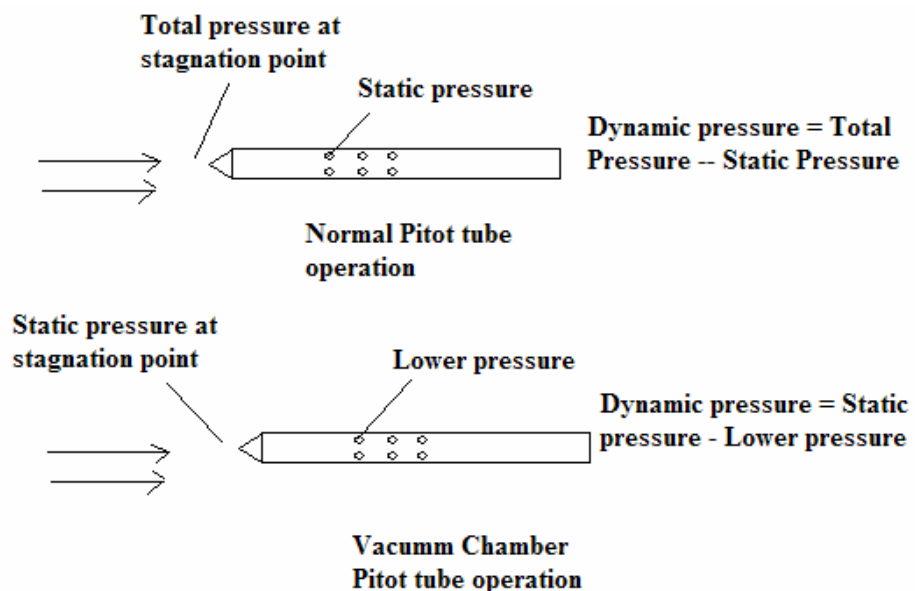 Total pressure at
stagnation point
Static pressure
Dynamic pressure = Total
Pressure -- Static Pressure
Normal Pitot tube
operation
Static pressure at
stagnation point
Lower pressure
Dynamic pressure = Static
pressure - Lower pressure
Vacumm Chamber
Pitot tube operation